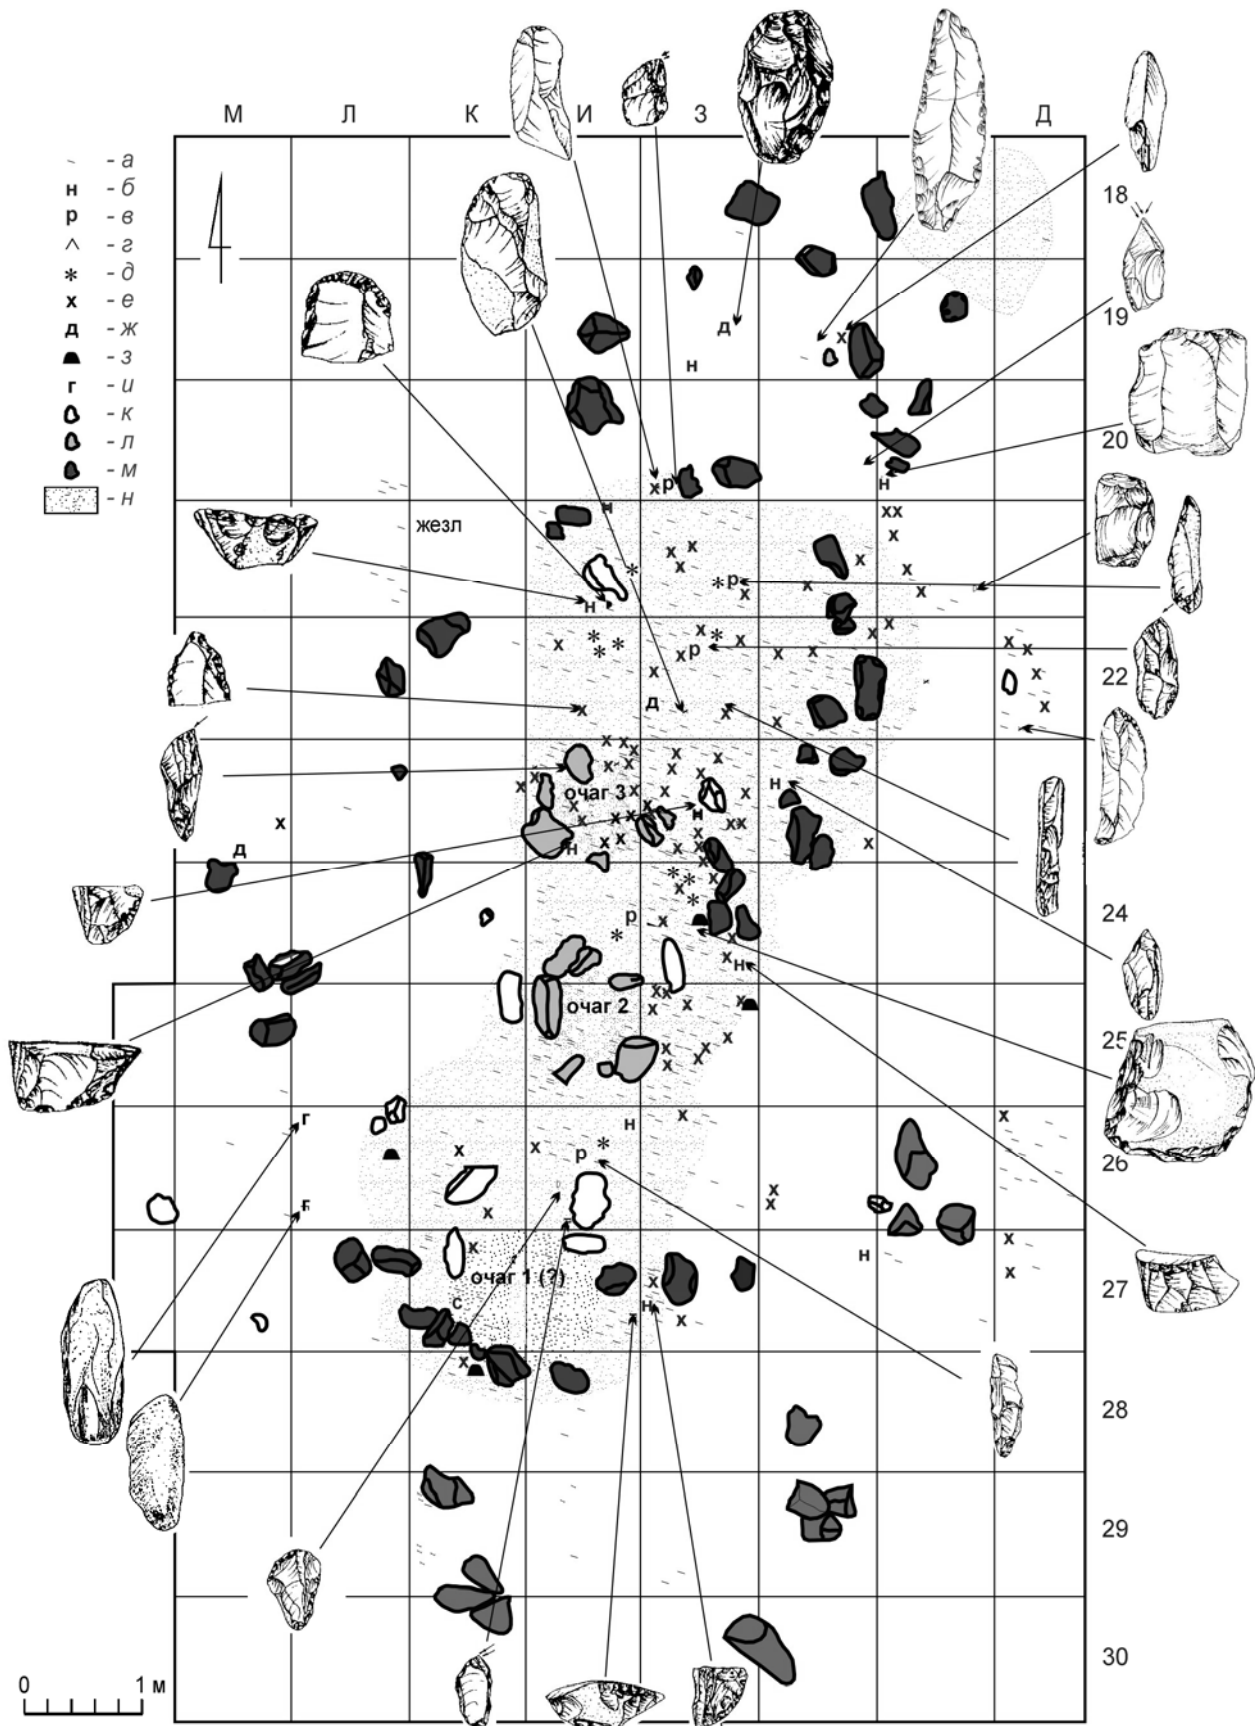 М Л К И З Д
- а
н - б
р - в
^ - г
* - д
х - е
д - ж
- з
г - и
- к
- л
- м
- н
18
19
20
22
24
25
26
27
28
29
30
жезл
очаг 3
очаг 2
очаг 1 (?)
с
0 1 м